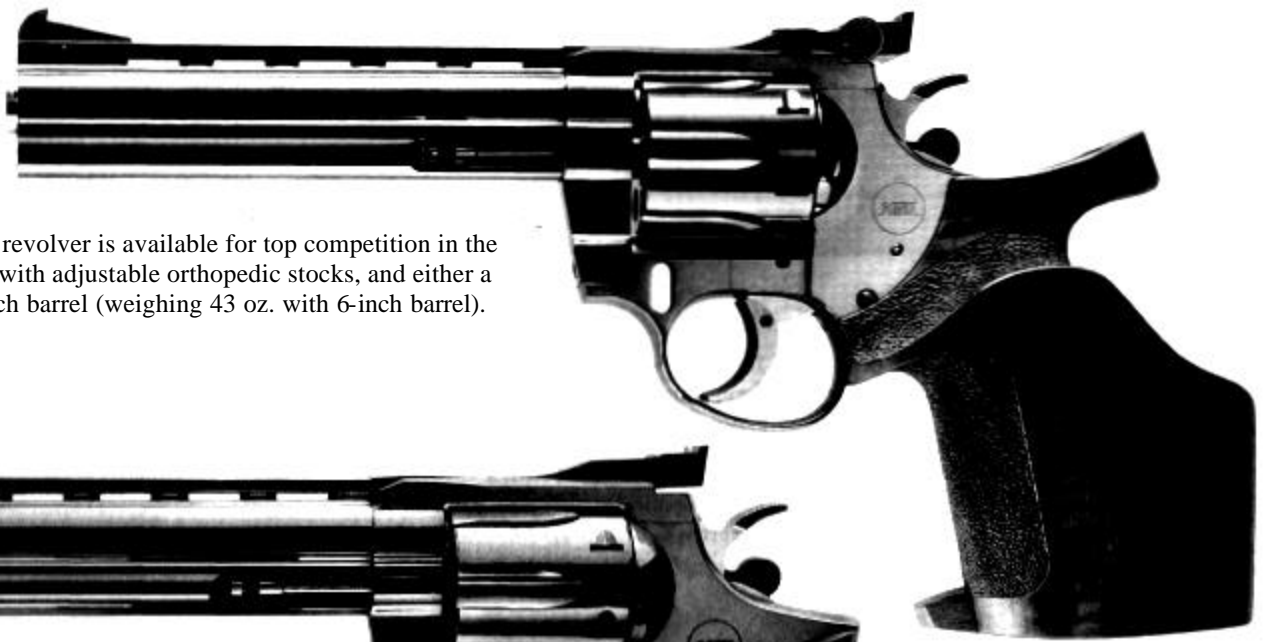 revolver is available for top competition in the
with adjustable orthopedic stocks, and either a
ch barrel (weighing 43 oz. with 6-inch barrel).